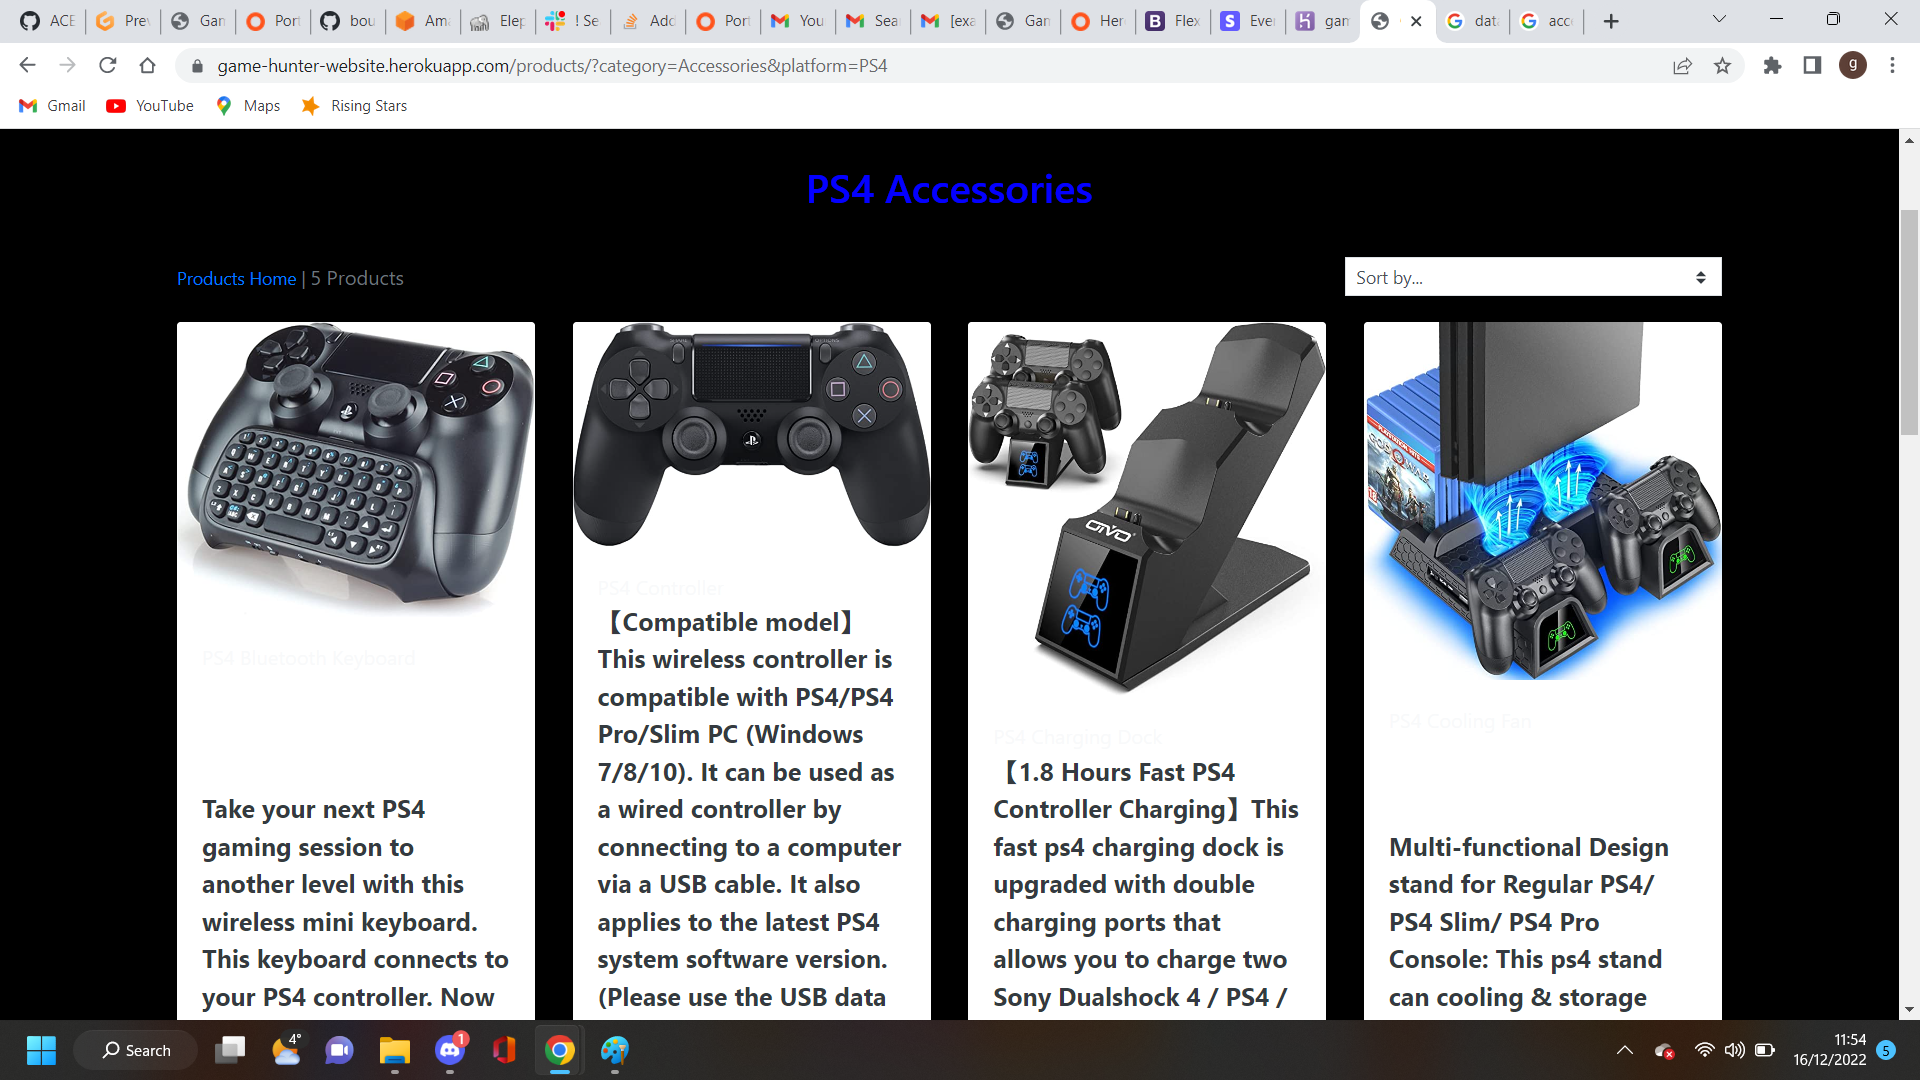 ACE
Prev
Gan
Port
bou
Am
Elep
! Se
Add
Port
You
Sea
[exa
Gan
Her
Flex
Eve
gam
dat
acc
game-hunter-website.herokuapp.com/products/?category=Accessories&platform=PS4
g
Gmail
YouTube
Maps
Rising Stars
PS4 Accessories
Products Home | 5 Products
Sort by...
PS4 Bluetooth Keyboard
Take your next PS4
gaming session to
another level with this
wireless mini keyboard.
This keyboard connects to
your PS4 controller. Now
PS4 Controller
【Compatible model】
This wireless controller is
compatible with PS4/PS4
Pro/Slim PC (Windows
7/8/10). It can be used as
a wired controller by
connecting to a computer
via a USB cable. It also
applies to the latest PS4
system software version.
(Please use the USB data
OIVO
PS4 Charging Dock
【1.8 Hours Fast PS4
Controller Charging】This
fast ps4 charging dock is
upgraded with double
charging ports that
allows you to charge two
Sony Dualshock 4 / PS4 /
PS4 Cooling Fan
Multi-functional Design
stand for Regular PS4/
PS4 Slim/ PS4 Pro
Console: This ps4 stand
can cooling & storage
Search
4°
1
11:54
16/12/2022
5